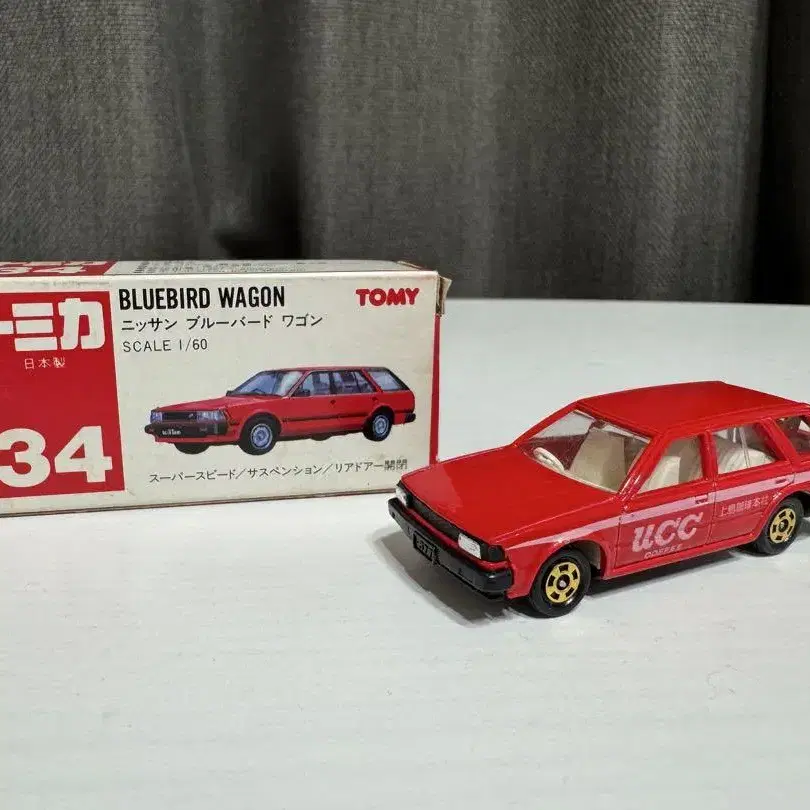 34
トミカ
日本製
34
BLUEBIRD WAGON
ニッサン ブルーバード ワゴン
SCALE 1/60
TOMY
スーパースピード/サスペンション/リアドアー開閉
UCC
COFFEE
上島珈琲本社